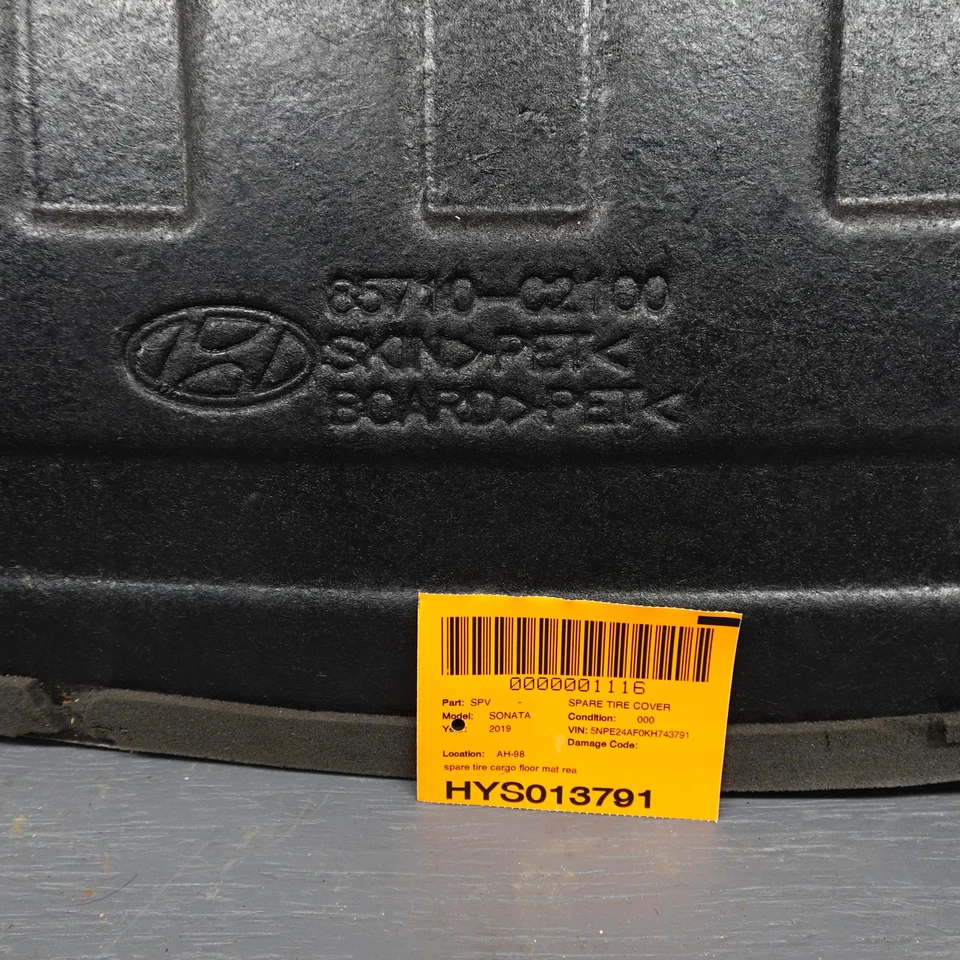 85710-C2100
SKIN>PET<
BOARD>PET<
0000001116
Part: SPV - SPARE TIRE COVER
Model: SONATA Condition: 000
2019 VIN: 5NPE24AF0KH743791
Damage Code:
Location: AH-98
spare tire cargo floor mat rea
HYS013791